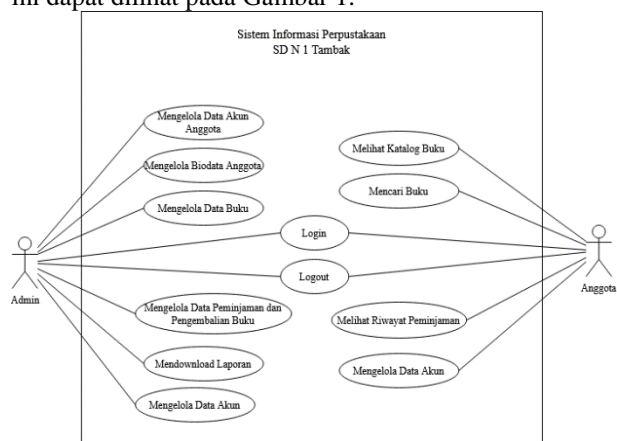 ini dapat dilihat pada Gambar 1.
Sistem Informasi Perpustakaan
SD N 1 Tambak
Mengelola Data Akun
Anggota
Melihat Katalog Buku
Mengelola Biodata Anggota
Mencari Buku
Mengelola Data Buku
Login
Logout
Admin
Anggota
Mengelola Data Peminjaman dan
Pengembalian Buku
Melihat Riwayat Peminjaman
Mendownload Laporan
Mengelola Data Akun
Mengelola Data Akun